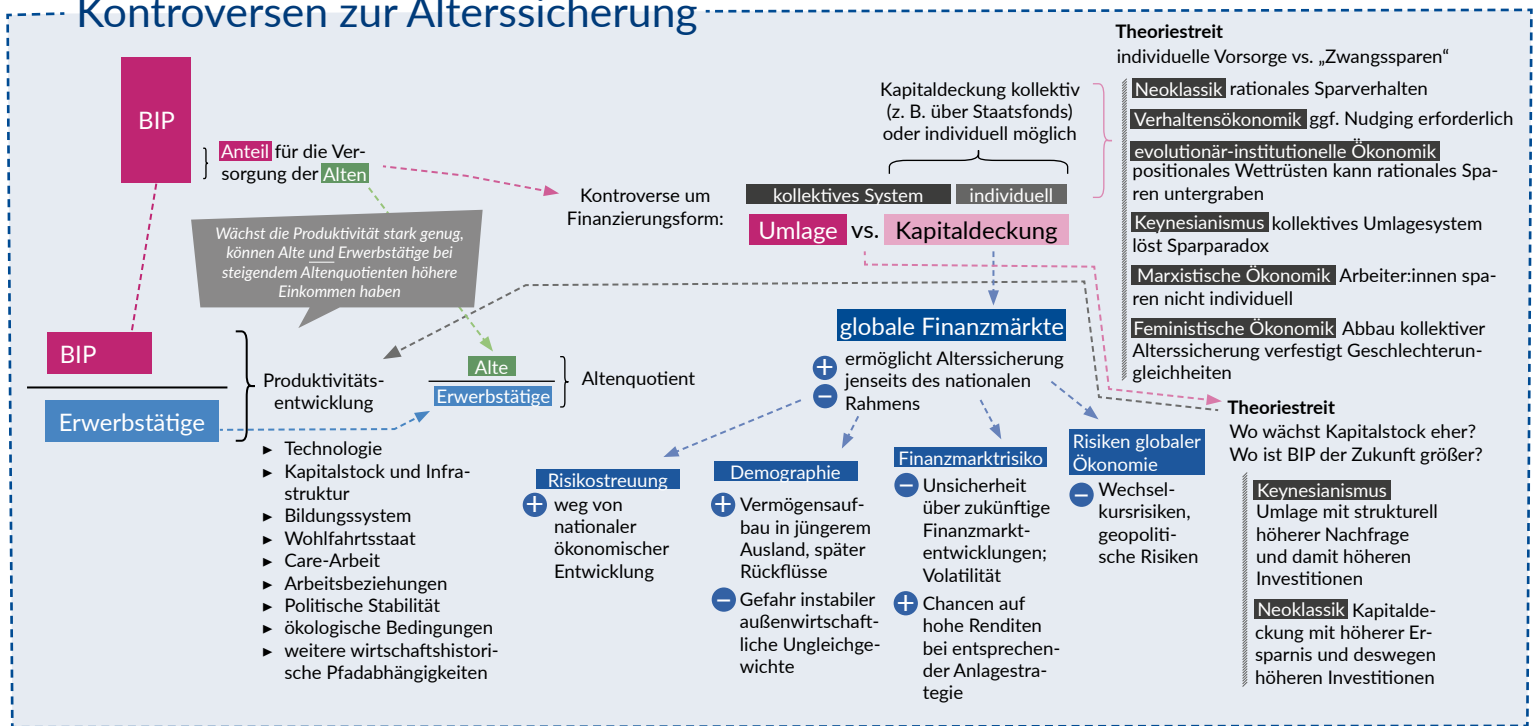 Kontroversen zur Alterssicherung
BIP
Anteil für die Ver-
sorgung der Alten
Wächst die Produktivität stark genug,
können Alte und Erwerbstätige bei
steigendem Altenquotienten höhere
Einkommen haben
BIP
Erwerbstätige
Produktivitäts-
entwicklung
► Technologie
► Kapitalstock und Infra-
struktur
► Bildungssystem
► Wohlfahrtsstaat
► Care-Arbeit
► Arbeitsbeziehungen
► Politische Stabilität
► ökologische Bedingungen
► weitere wirtschaftshistori-
sche Pfadabhängigkeiten
Alte
Erwerbstätige
Altenquotient
Kontroverse um
Finanzierungsform:
Kapitaldeckung kollektiv
(z. B. über Staatsfonds)
oder individuell möglich
kollektives System
individuell
Umlage vs. Kapitaldeckung
globale Finanzmärkte
+
–
ermöglicht Alterssicherung
jenseits des nationalen
Rahmens
Risikostreuung
+ weg von
nationaler
ökonomischer
Entwicklung
Demographie
+ Vermögensauf-
bau in jüngerem
Ausland, später
Rückflüsse
– Gefahr instabiler
außenwirtschaft-
liche Ungleichge-
wichte
Finanzmarktrisiko
– Unsicherheit
über zukünftige
Finanzmarkt-
entwicklungen;
Volatilität
+ Chancen auf
hohe Renditen
bei entsprechen-
der Anlagestra-
tegie
Risiken globaler
Ökonomie
– Wechsel-
kursrisiken,
geopoliti-
sche Risiken
Theoriestreit
individuelle Vorsorge vs. „Zwangssparen“
Neoklassik rationales Sparverhalten
Verhaltensökonomik ggf. Nudging erforderlich
evolutionär-institutionelle Ökonomik
positionales Wettrüsten kann rationales Spa-
ren untergraben
Keynesianismus kollektives Umlagesystem
löst Sparparadox
Marxistische Ökonomik Arbeiter:innen spa-
ren nicht individuell
Feministische Ökonomik Abbau kollektiver
Alterssicherung verfestigt Geschlechterun-
gleichheiten
Theoriestreit
Wo wächst Kapitalstock eher?
Wo ist BIP der Zukunft größer?
Keynesianismus
Umlage mit strukturell
höherer Nachfrage
und damit höheren
Investitionen
Neoklassik Kapitalde-
ckung mit höherer Er-
sparnis und deswegen
höheren Investitionen